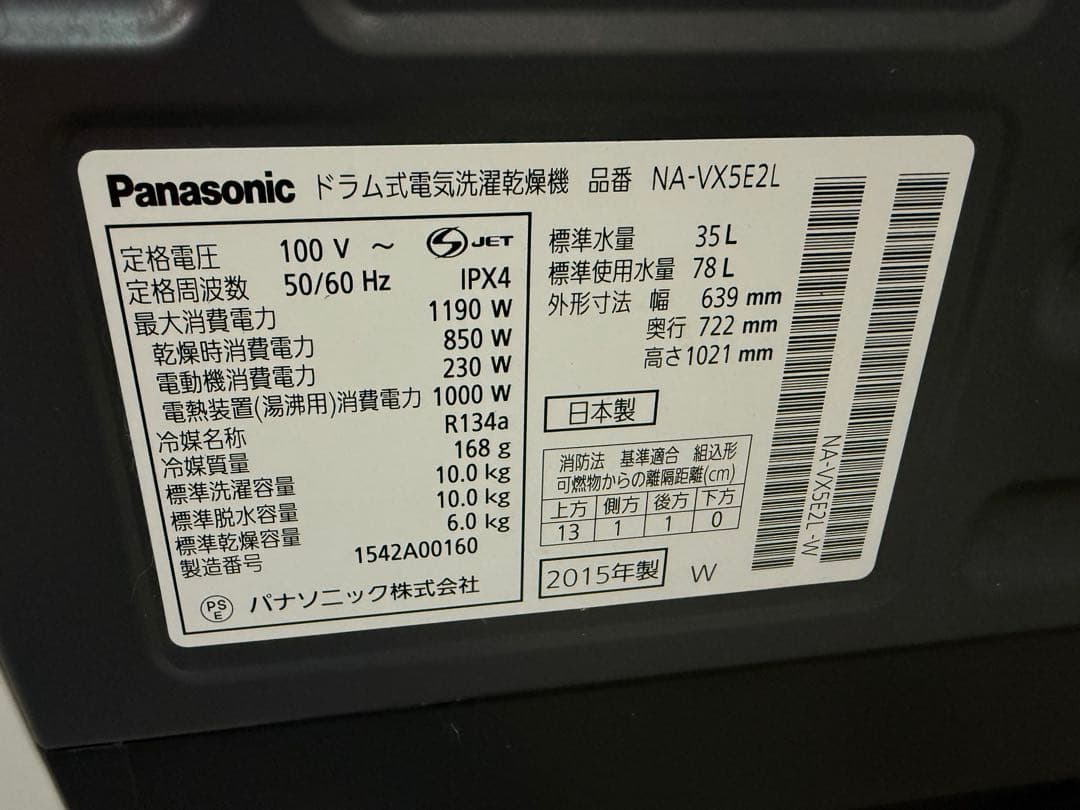 Panasonic ドラム式電気洗濯乾燥機 品番 NA-VX5E2L
定格電圧 100 V ～ JET
定格周波数 50/60 Hz IPX4
最大消費電力 1190 W
乾燥時消費電力 850 W
電動機消費電力 230 W
電熱装置(湯沸用)消費電力 1000 W
冷媒名称 R134a
冷媒質量 168 g
標準洗濯容量 10.0 kg
標準脱水容量 10.0 kg
標準乾燥容量 6.0 kg
製造番号 1542A00160
PS
E パナソニック株式会社
標準水量 35 L
標準使用水量 78 L
外形寸法 幅 639 mm
奥行 722 mm
高さ 1021 mm
日本製
消防法 基準適合 組込形
可燃物からの離隔距離(cm)
上方 側方 後方 下方
13 1 1 0
2015年製 W
NA-VX5E2L-W